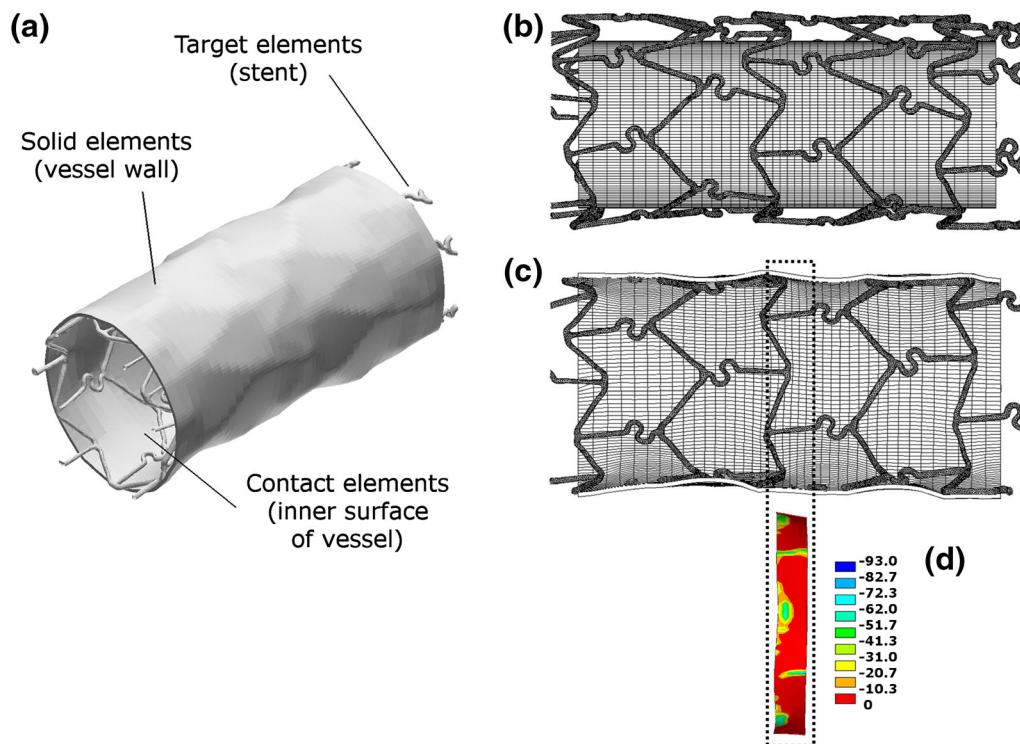 (a)
Target elements
(stent)
Solid elements
(vessel wall)
Contact elements
(inner surface
of vessel)
(b)
(c)
(d)
-93.0
-82.7
-72.3
-62.0
-51.7
-41.3
-31.0
-20.7
-10.3
0